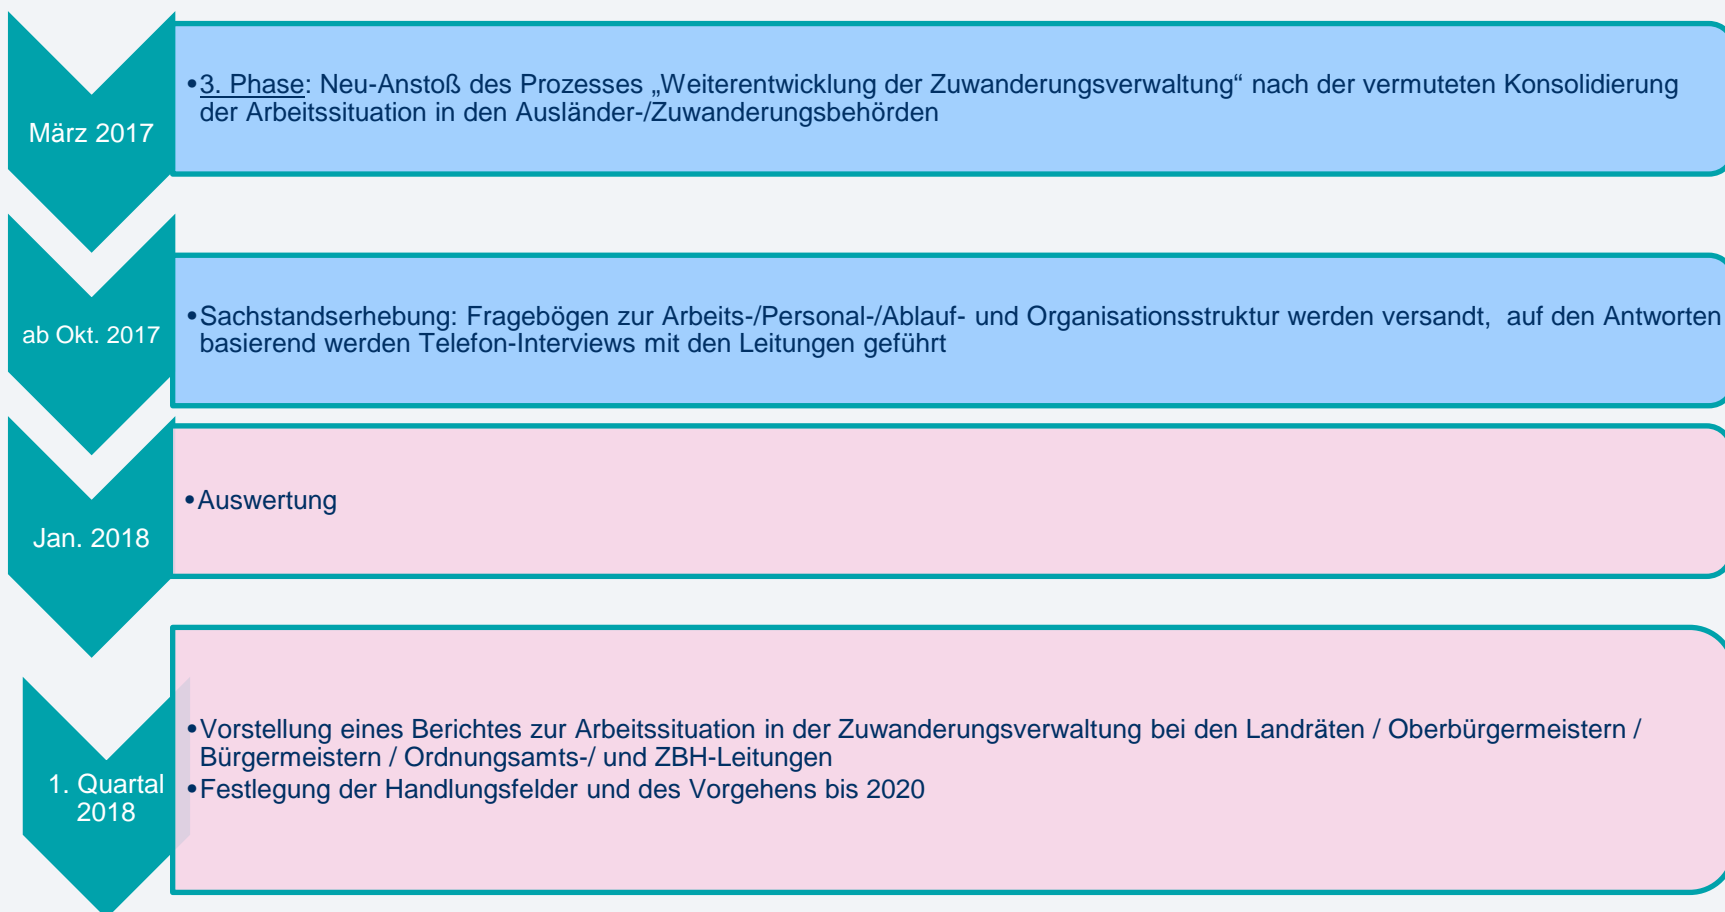 März 2017
•3. Phase: Neu-Anstoß des Prozesses „Weiterentwicklung der Zuwanderungsverwaltung“ nach der vermuteten Konsolidierung
der Arbeitssituation in den Ausländer-/Zuwanderungsbehörden
ab Okt. 2017
•Sachstandserhebung: Fragebögen zur Arbeits-/Personal-/Ablauf- und Organisationsstruktur werden versandt, auf den Antworten
basierend werden Telefon-Interviews mit den Leitungen geführt
Jan. 2018
•Auswertung
1. Quartal
2018
•Vorstellung eines Berichtes zur Arbeitssituation in der Zuwanderungsverwaltung bei den Landräten / Oberbürgermeistern /
Bürgermeistern / Ordnungsamts-/ und ZBH-Leitungen
•Festlegung der Handlungsfelder und des Vorgehens bis 2020